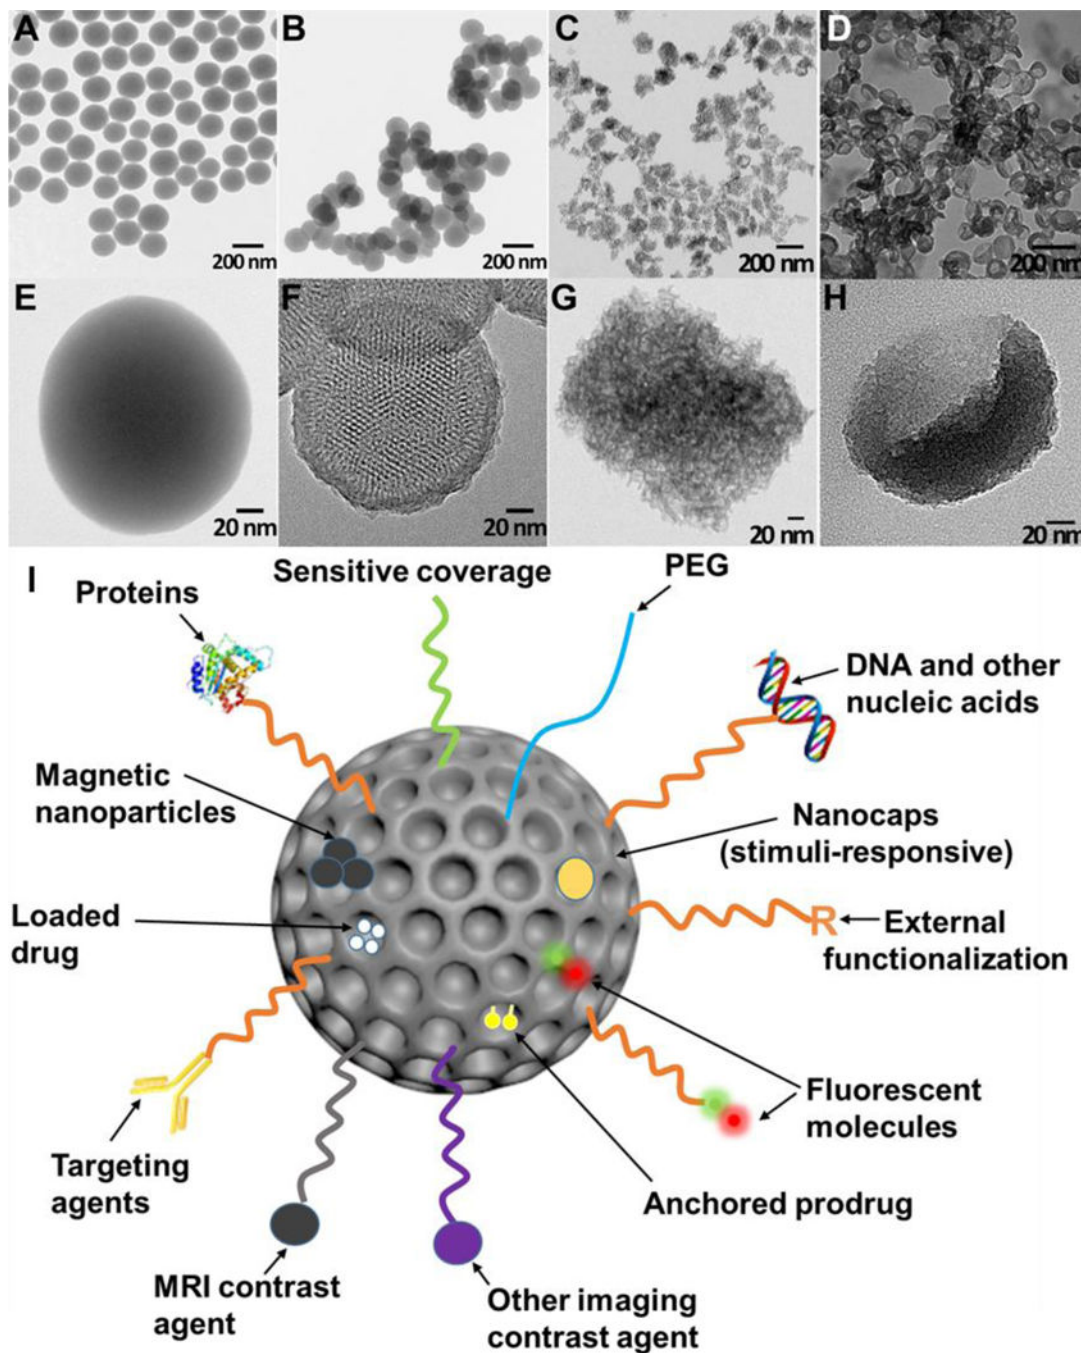 A
B
C
D
200 nm
200 nm
200 nm
200 nm
E
F
G
H
20 nm
20 nm
20 nm
20 nm
I
Sensitive coverage
PEG
Proteins
DNA and other
nucleic acids
Magnetic
nanoparticles
Nanocaps
(stimuli-responsive)
Loaded
drug
R
External
functionalization
Fluorescent
molecules
Targeting
agents
Anchored prodrug
MRI contrast
agent
Other imaging
contrast agent